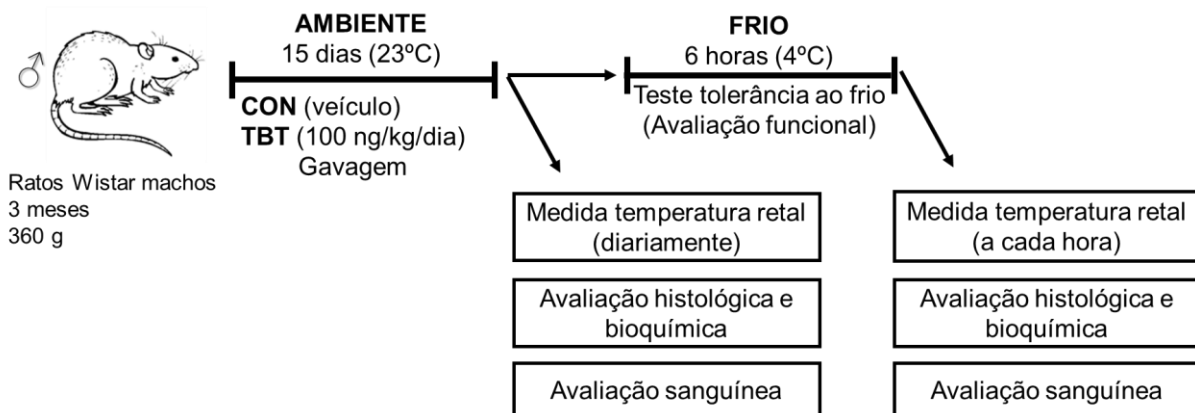 AMBIENTE
15 dias (23ºC)
CON (veículo)
TBT (100 ng/kg/dia)
Gavagem
FRIO
6 horas (4ºC)
Teste tolerância ao frio
(Avaliação funcional)
♂
Ratos Wistar machos
3 meses
360 g
Medida temperatura retal
(diariamente)
Avaliação histológica e
bioquímica
Avaliação sanguínea
Medida temperatura retal
(a cada hora)
Avaliação histológica e
bioquímica
Avaliação sanguínea